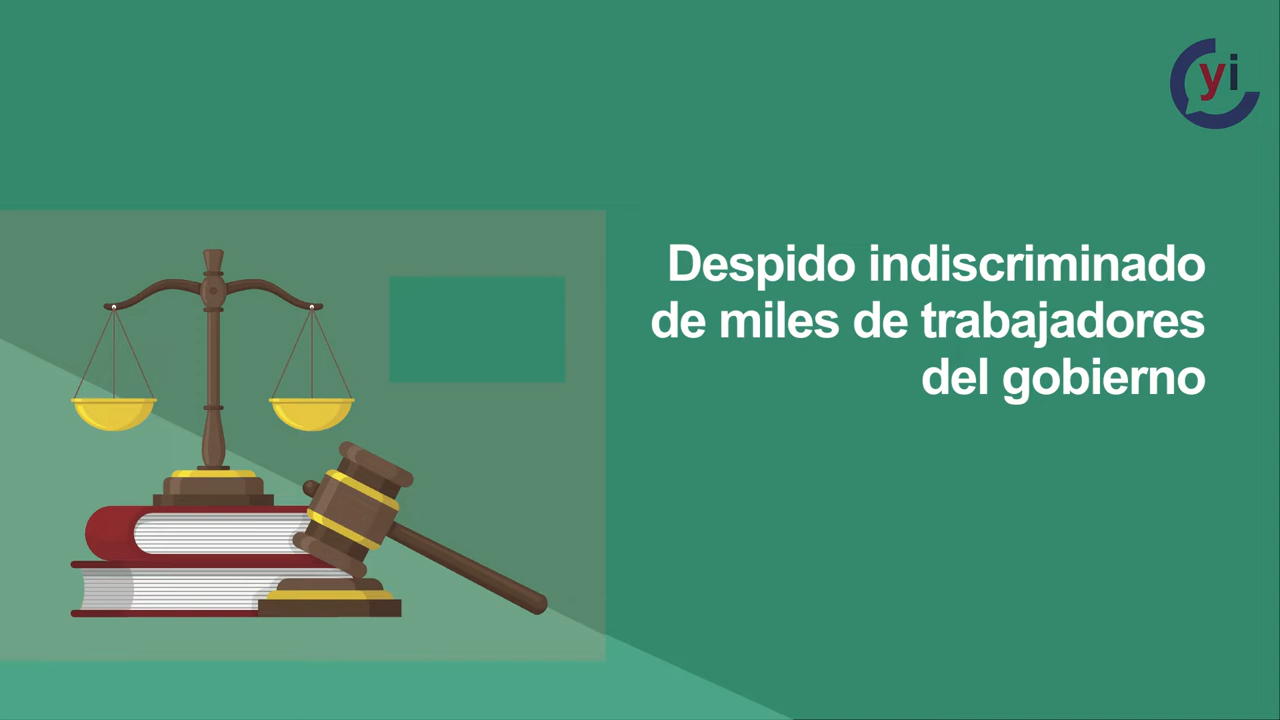 yi
Despido indiscriminado
de miles de trabajadores
del gobierno